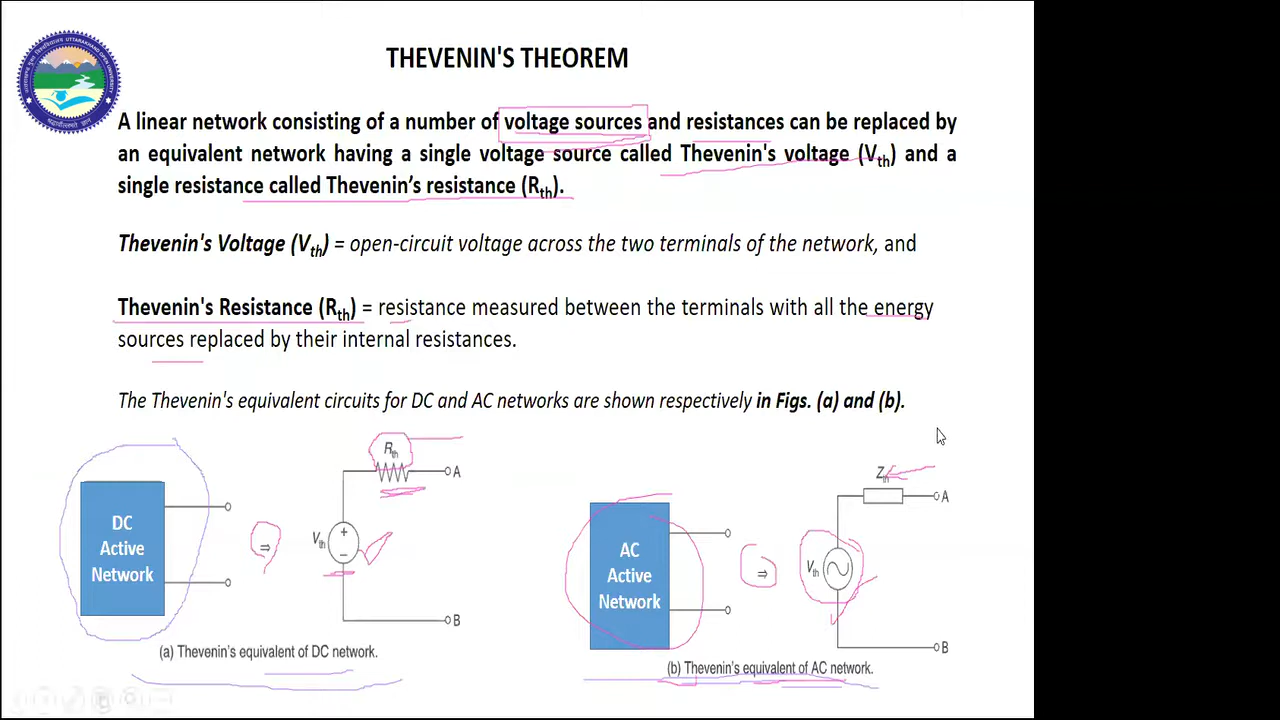 THEVENIN'S THEOREM
A linear network consisting of a number of voltage sources and resistances can be replaced by
an equivalent network having a single voltage source called Thevenin's voltage (Vth) and a
single resistance called Thevenin’s resistance (Rth).
Thevenin's Voltage (Vth) = open-circuit voltage across the two terminals of the network, and
Thevenin's Resistance (Rth) = resistance measured between the terminals with all the energy
sources replaced by their internal resistances.
The Thevenin's equivalent circuits for DC and AC networks are shown respectively in Figs. (a) and (b).
DC
Active
Network
⇒
Rth
A
Vth
+
−
B
(a) Thevenin's equivalent of DC network.
AC
Active
Network
⇒
Zth
A
Vth
B
(b) Thevenin's equivalent of AC network.